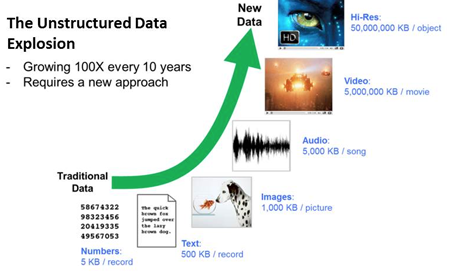 The Unstructured Data
Explosion
- Growing 100X every 10 years
- Requires a new approach
New
Data
Hi-Res:
50,000,000 KB / object
HD
Video:
5,000,000 KB / movie
Audio:
5,000 KB / song
Images:
1,000 KB / picture
Traditional
Data
58674322
98323456
20419335
49567053
The quick
brown fox
jumped over
the lazy
brown dog.
Numbers:
5 KB / record
Text:
500 KB / record